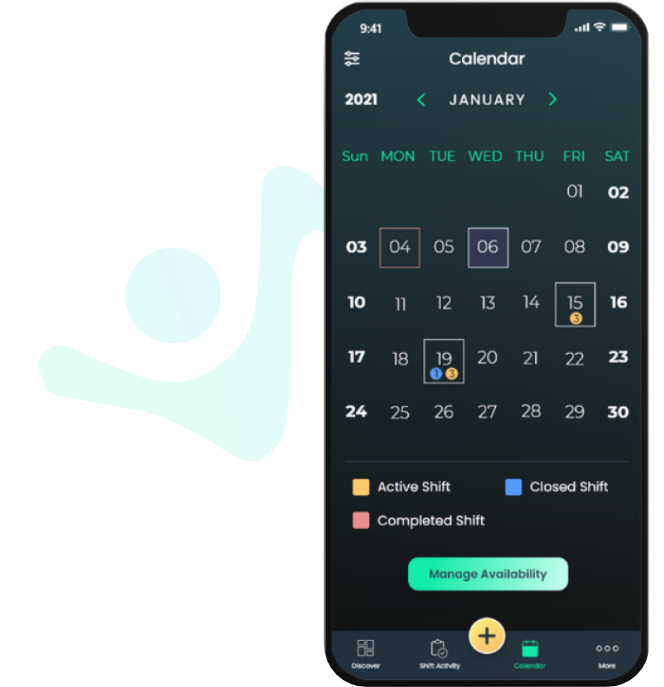 9:41
Calendar
2021 JANUARY
Sun MON TUE WED THU FRI SAT
01 02
03 04 05 06 07 08 09
10 11 12 13 14 15 16
3
17 18 19 20 21 22 23
1 3
24 25 26 27 28 29 30
Active Shift Closed Shift
Completed Shift
Manage Availability
Discover Shift Activity Calendar More